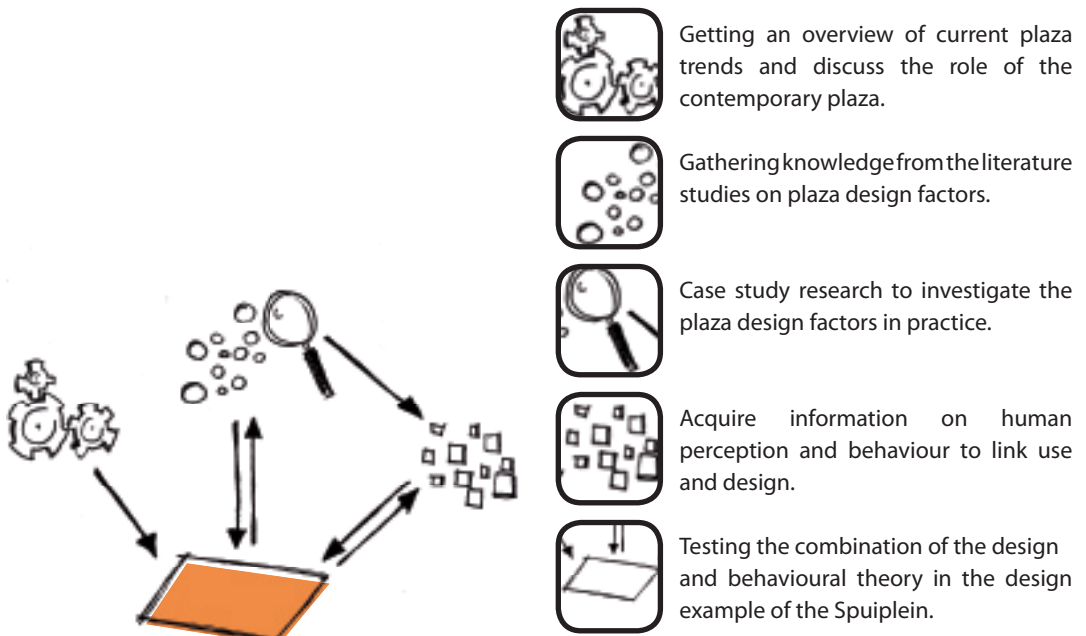 Getting an overview of current plaza
trends and discuss the role of the
contemporary plaza.
Gathering knowledge from the literature
studies on plaza design factors.
Case study research to investigate the
plaza design factors in practice.
Acquire information on human
perception and behaviour to link use
and design.
Testing the combination of the design
and behavioural theory in the design
example of the Spuiplein.